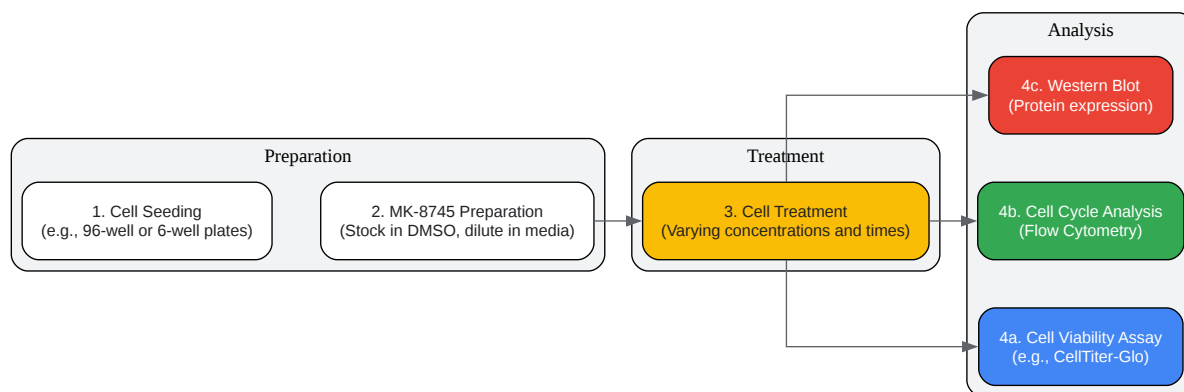 Preparation
1. Cell Seeding
(e.g., 96-well or 6-well plates)
2. MK-8745 Preparation
(Stock in DMSO, dilute in media)
Treatment
3. Cell Treatment
(Varying concentrations and times)
Analysis
4c. Western Blot
(Protein expression)
4b. Cell Cycle Analysis
(Flow Cytometry)
4a. Cell Viability Assay
(e.g., CellTiter-Glo)